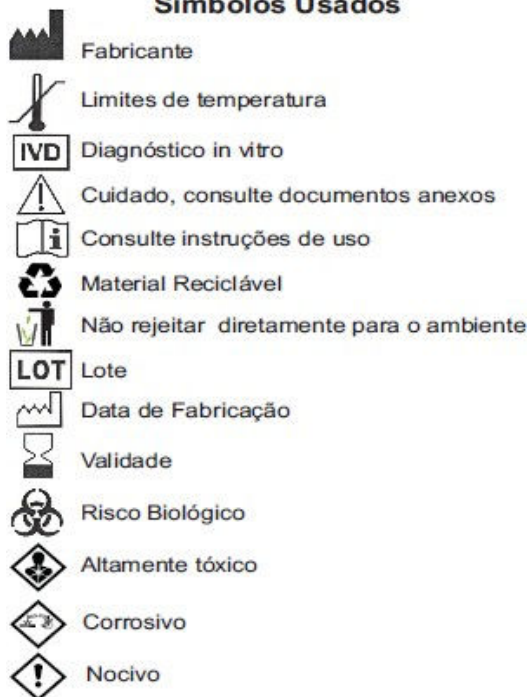 Símbolos Usados
Fabricante
Limites de temperatura
IVD Diagnóstico in vitro
Cuidado, consulte documentos anexos
i Consulte instruções de uso
Material Reciclável
Não rejeitar diretamente para o ambiente
LOT Lote
Data de Fabricação
Validade
Risco Biológico
Altamente tóxico
Corrosivo
Nocivo